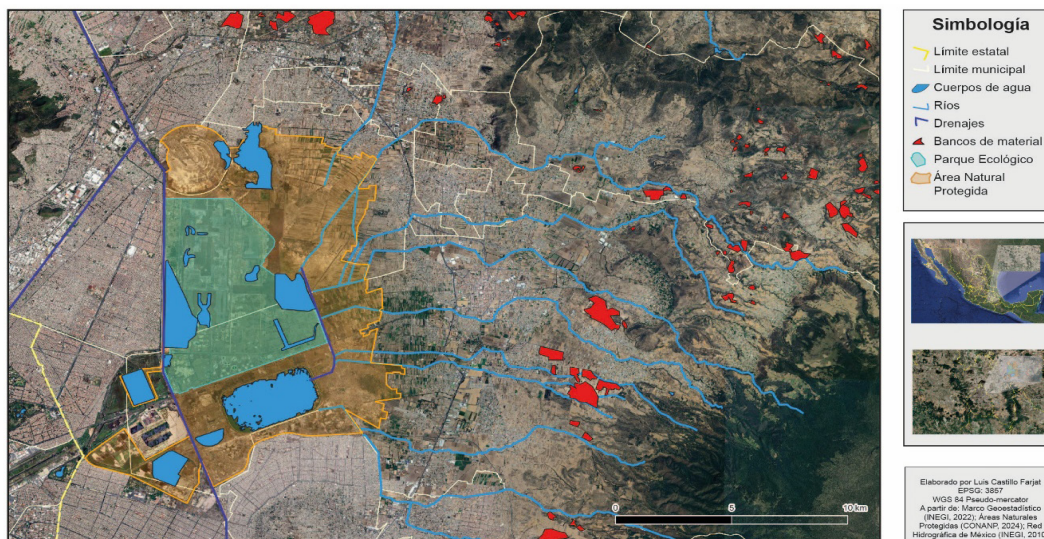 Simbología
Límite estatal
Límite municipal
Cuerpos de agua
Ríos
Drenajes
Bancos de material
Parque Ecológico
Área Natural
Protegida
0
5
10 km
Elaborado por Luis Castillo Farjat
EPSG: 3857
WGS 84 Pseudo-mercator
A partir de: Marco Geoestadístico
(INEGI, 2022); Áreas Naturales
Protegidas (CONANP, 2024); Red
Hidrográfica de México (INEGI, 2010